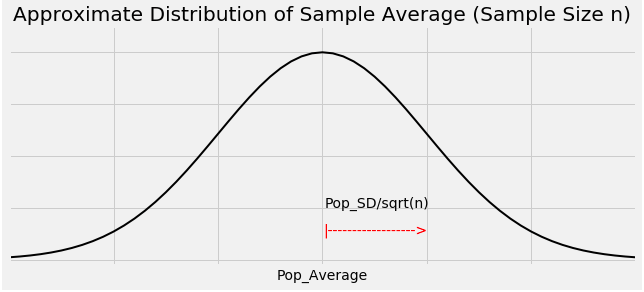 Approximate Distribution of Sample Average (Sample Size n)
Pop_SD/sqrt(n)
|------------------>
Pop_Average